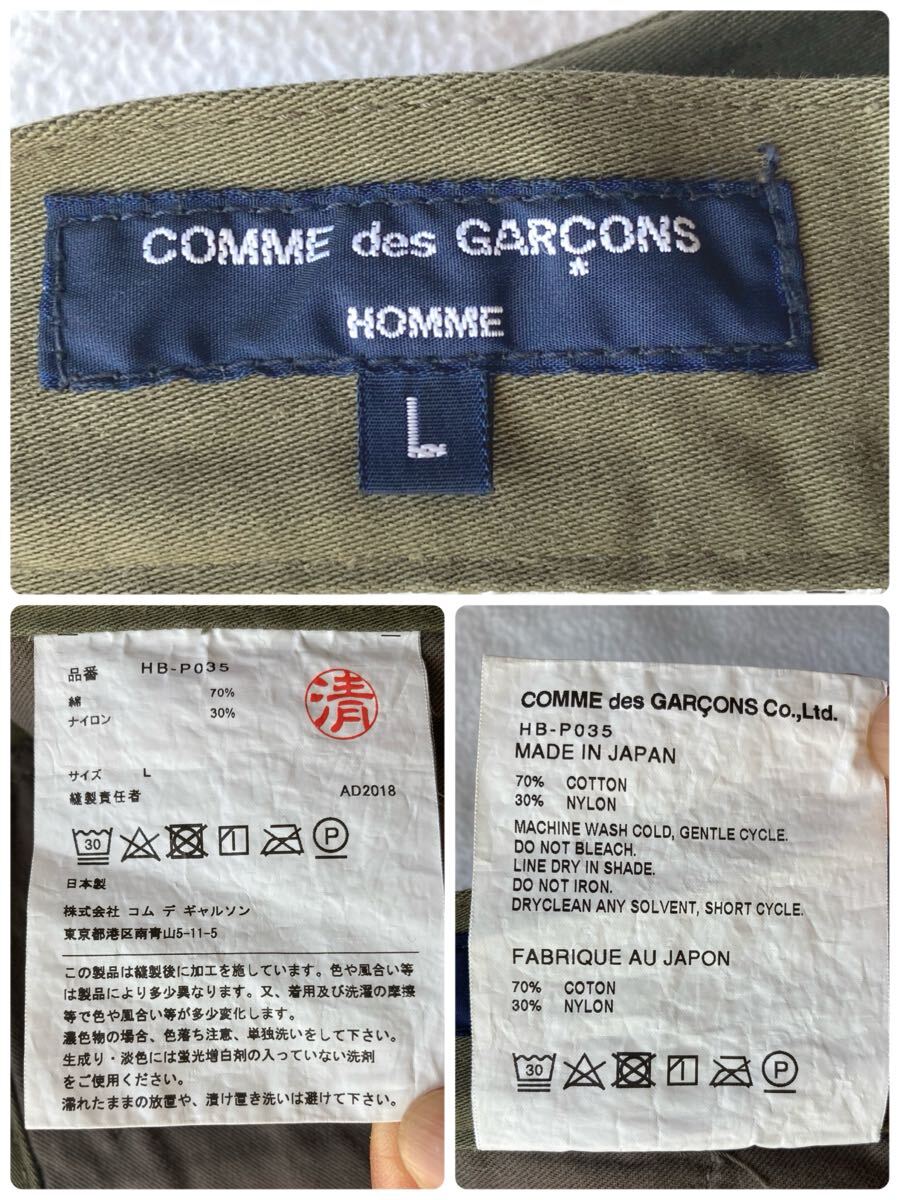 COMME des GARÇONS
HOMME
L
品番 HB-P035
綿 70%
ナイロン 30%
清
サイズ L
縫製責任者 AD2018
30 P
日本製
株式会社 コム デ ギャルソン
東京都港区南青山5-11-5
この製品は縫製後に加工を施しています。色や風合い等
は製品により多少異なります。又、着用及び洗濯の摩擦
等で色や風合い等が多少変化します。
濃色物の場合、色落ち注意、単独洗いをして下さい。
生成り・淡色には蛍光増白剤の入っていない洗剤
をご使用ください。
濡れたままの放置や、漬け置き洗いは避けて下さい。
COMME des GARÇONS Co.,Ltd.
HB-P035
MADE IN JAPAN
70% COTTON
30% NYLON
MACHINE WASH COLD, GENTLE CYCLE.
DO NOT BLEACH.
LINE DRY IN SHADE.
DO NOT IRON.
DRYCLEAN ANY SOLVENT, SHORT CYCLE.
FABRIQUE AU JAPON
70% COTON
30% NYLON
30 P